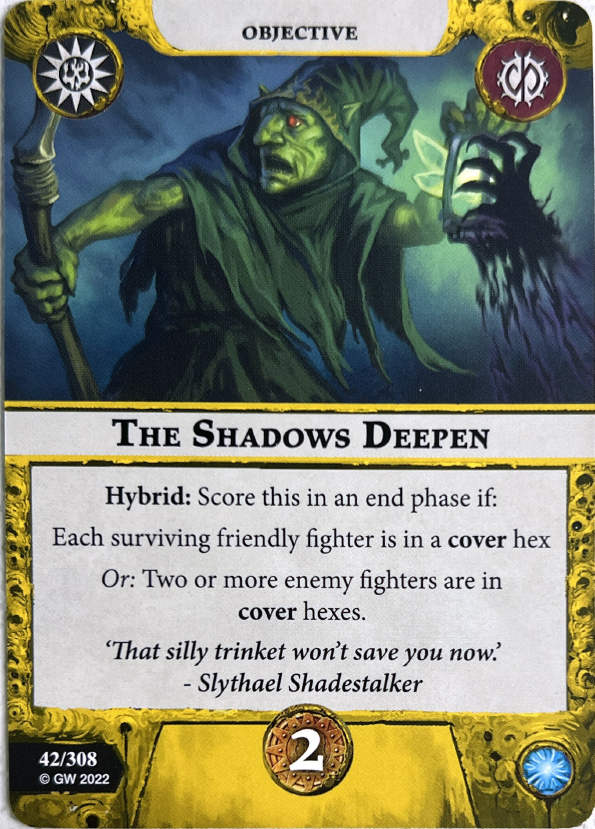 OBJECTIVE
THE SHADOWS DEEPEN
Hybrid: Score this in an end phase if:
Each surviving friendly fighter is in a cover hex
Or: Two or more enemy fighters are in
cover hexes.
‘That silly trinket won’t save you now.’
- Slythael Shadestalker
42/308
© GW 2022
2